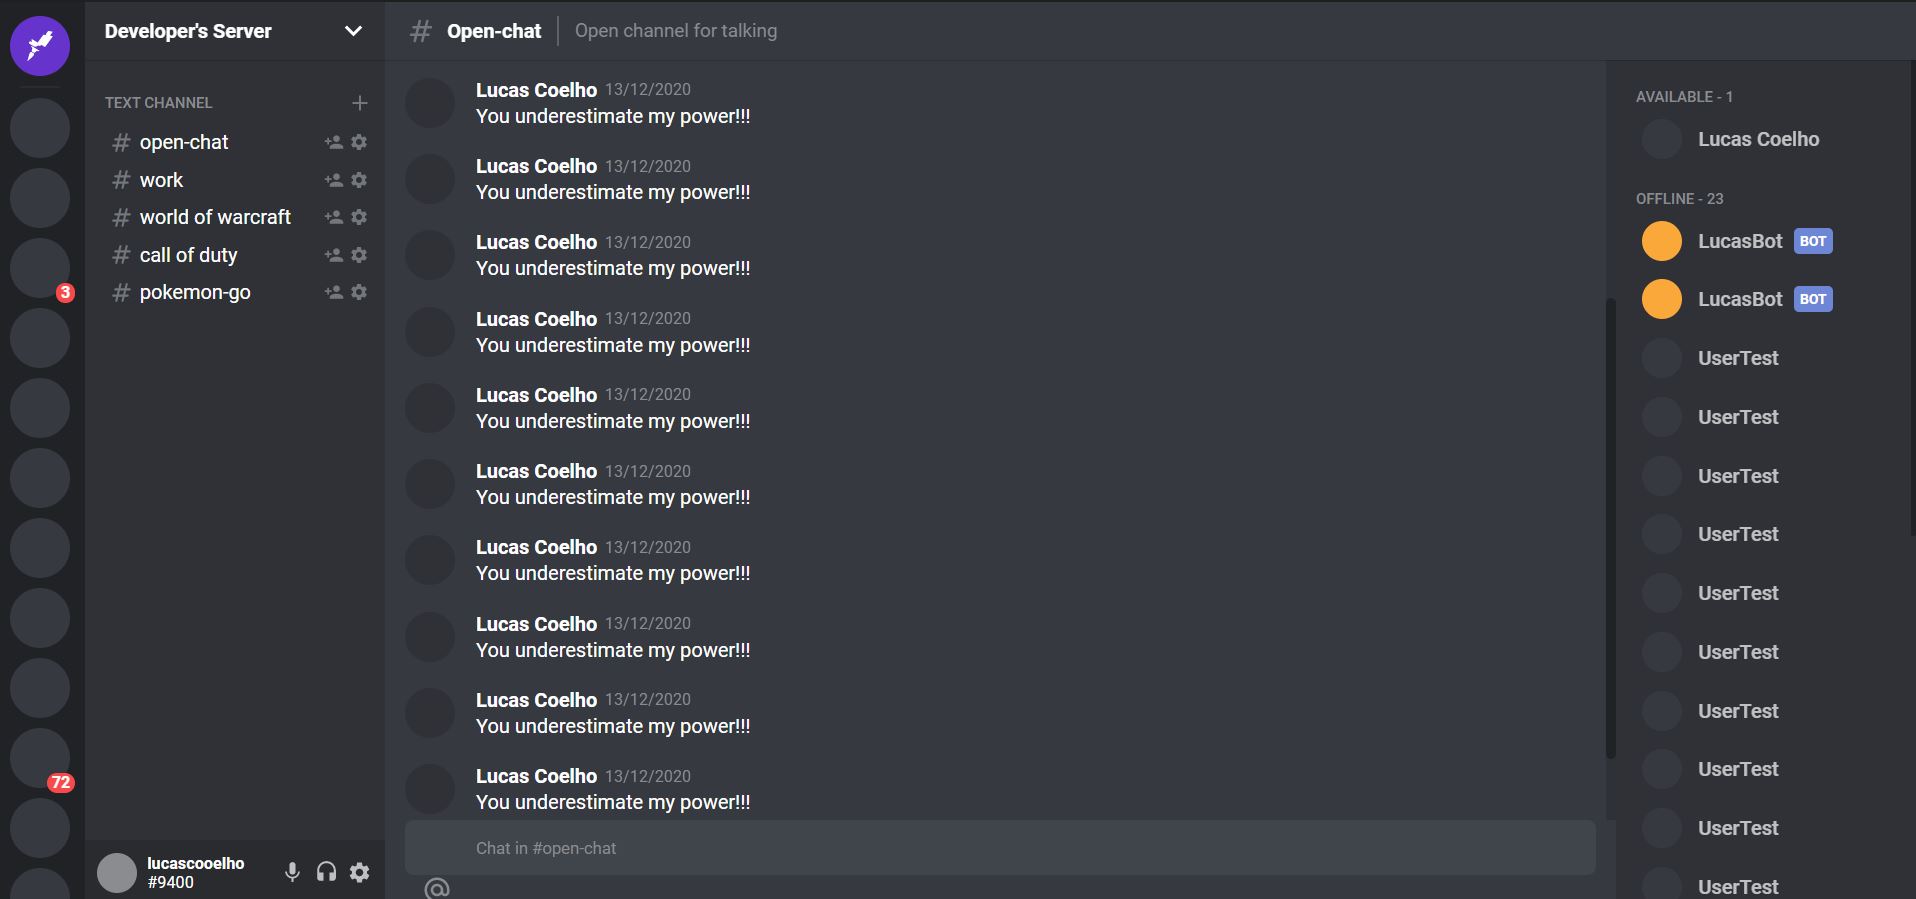 Developer's Server
TEXT CHANNEL
# open-chat
# work
# world of warcraft
# call of duty
# pokemon-go
3
72
lucascooelho
#9400
# Open-chat Open channel for talking
Lucas Coelho 13/12/2020
You underestimate my power!!!
Lucas Coelho 13/12/2020
You underestimate my power!!!
Lucas Coelho 13/12/2020
You underestimate my power!!!
Lucas Coelho 13/12/2020
You underestimate my power!!!
Lucas Coelho 13/12/2020
You underestimate my power!!!
Lucas Coelho 13/12/2020
You underestimate my power!!!
Lucas Coelho 13/12/2020
You underestimate my power!!!
Lucas Coelho 13/12/2020
You underestimate my power!!!
Lucas Coelho 13/12/2020
You underestimate my power!!!
Lucas Coelho 13/12/2020
You underestimate my power!!!
Chat in #open-chat
@
AVAILABLE - 1
Lucas Coelho
OFFLINE - 23
LucasBot BOT
LucasBot BOT
UserTest
UserTest
UserTest
UserTest
UserTest
UserTest
UserTest
UserTest
UserTest
UserTest